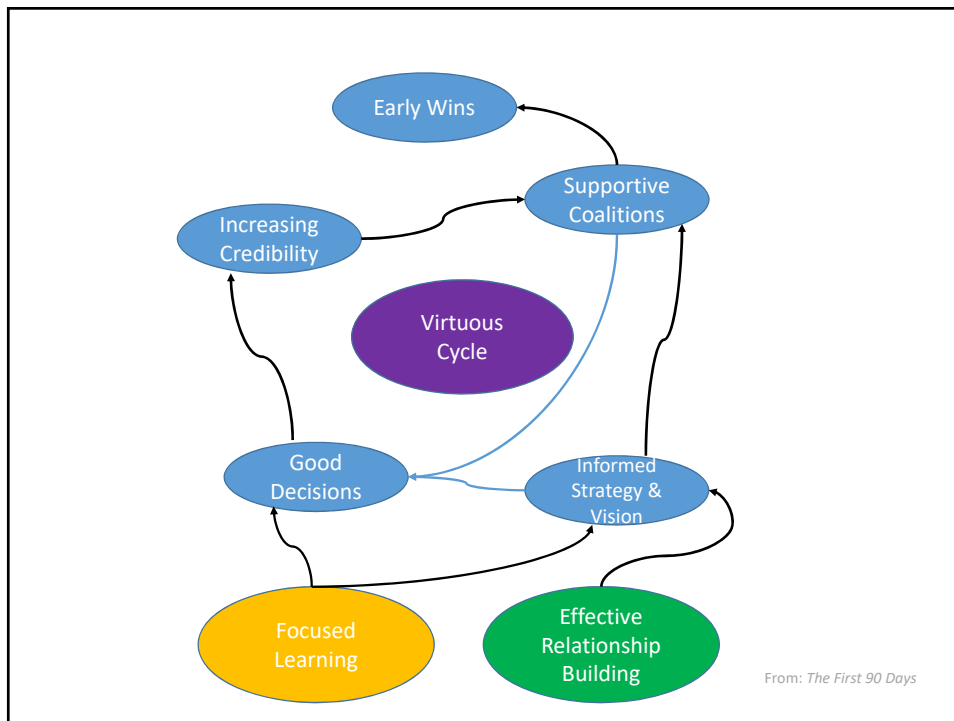 Early Wins
Supportive
Coalitions
Increasing
Credibility
Virtuous
Cycle
Good
Decisions
Informed
Strategy &
Vision
Focused
Learning
Effective
Relationship
Building
From: The First 90 Days